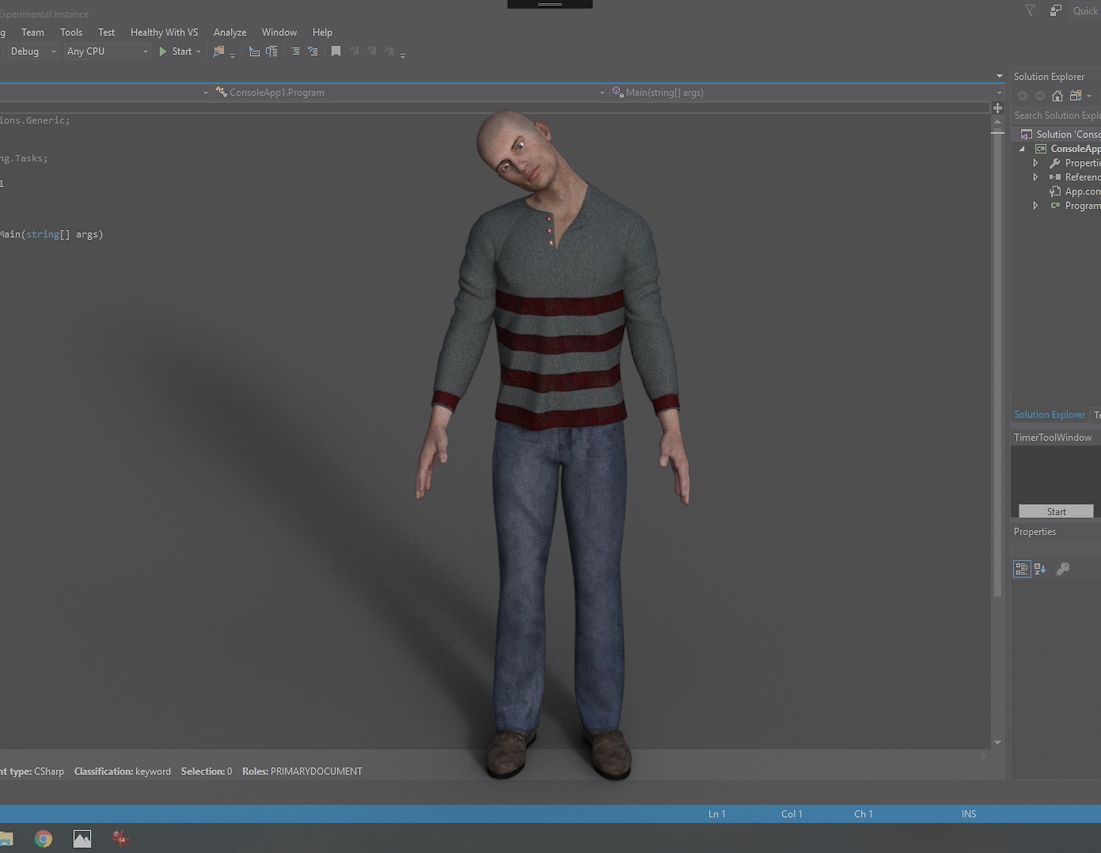 Experimental Instance
Quick
g Team Tools Test Healthy With VS Analyze Window Help
Debug Any CPU Start
Solution Explorer
ConsoleApp1.Program
Main(string[] args)
Search Solution Explo
ions.Generic;
Solution 'Conso
ConsoleApp
ng.Tasks;
Propertie
Referenc
1
App.con
Program
Main(string[] args)
Solution Explorer Te
TimerToolWindow
Start
Properties
nt type: CSharp Classification: keyword Selection: 0 Roles: PRIMARYDOCUMENT
Ln 1 Col 1 Ch 1 INS